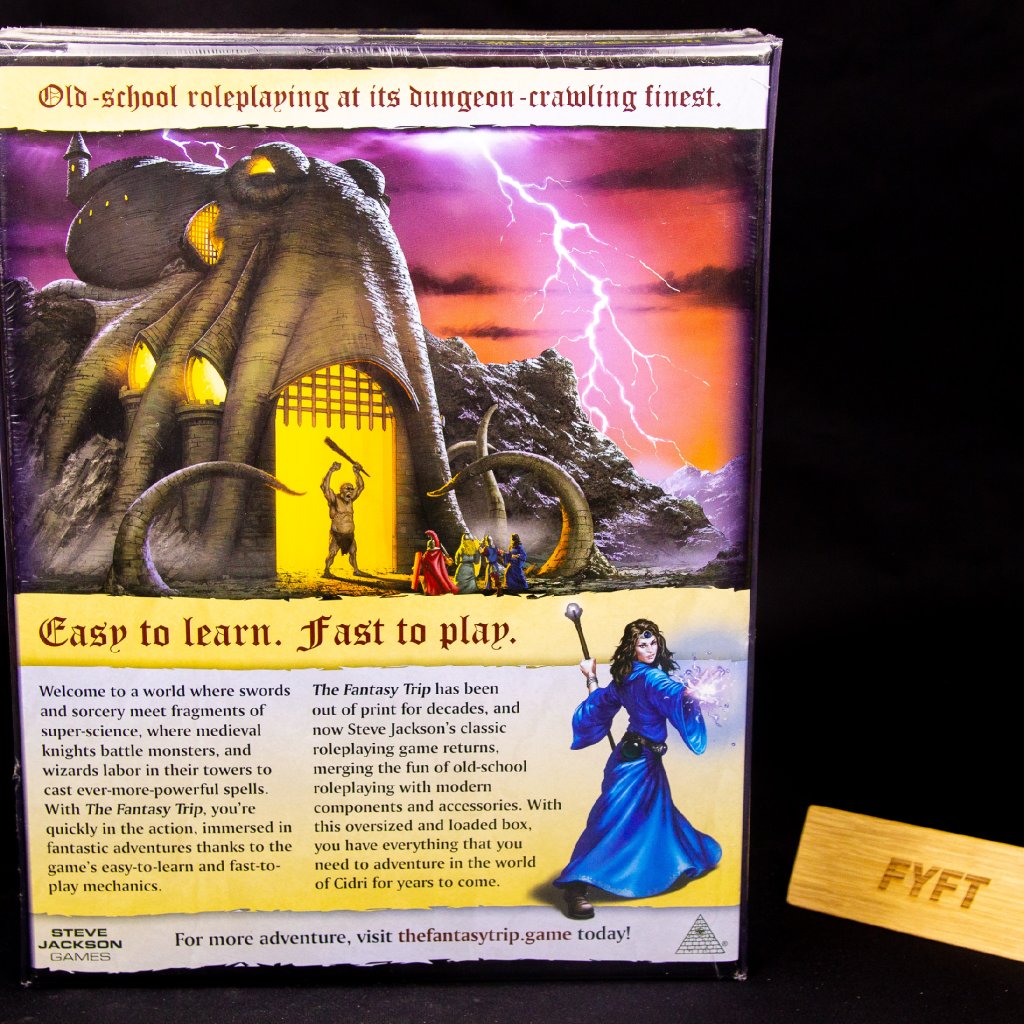 Old-school roleplaying at its dungeon-crawling finest.
Easy to learn. Fast to play.
Welcome to a world where swords
and sorcery meet fragments of
super-science, where medieval
knights battle monsters, and
wizards labor in their towers to
cast ever-more-powerful spells.
With The Fantasy Trip, you're
quickly in the action, immersed in
fantastic adventures thanks to the
game's easy-to-learn and fast-to-
play mechanics.
The Fantasy Trip has been
out of print for decades, and
now Steve Jackson's classic
roleplaying game returns,
merging the fun of old-school
roleplaying with modern
components and accessories. With
this oversized and loaded box,
you have everything that you
need to adventure in the world
of Cidri for years to come.
STEVE
JACKSON
GAMES
For more adventure, visit thefantasytrip.game today!
®
FYFT